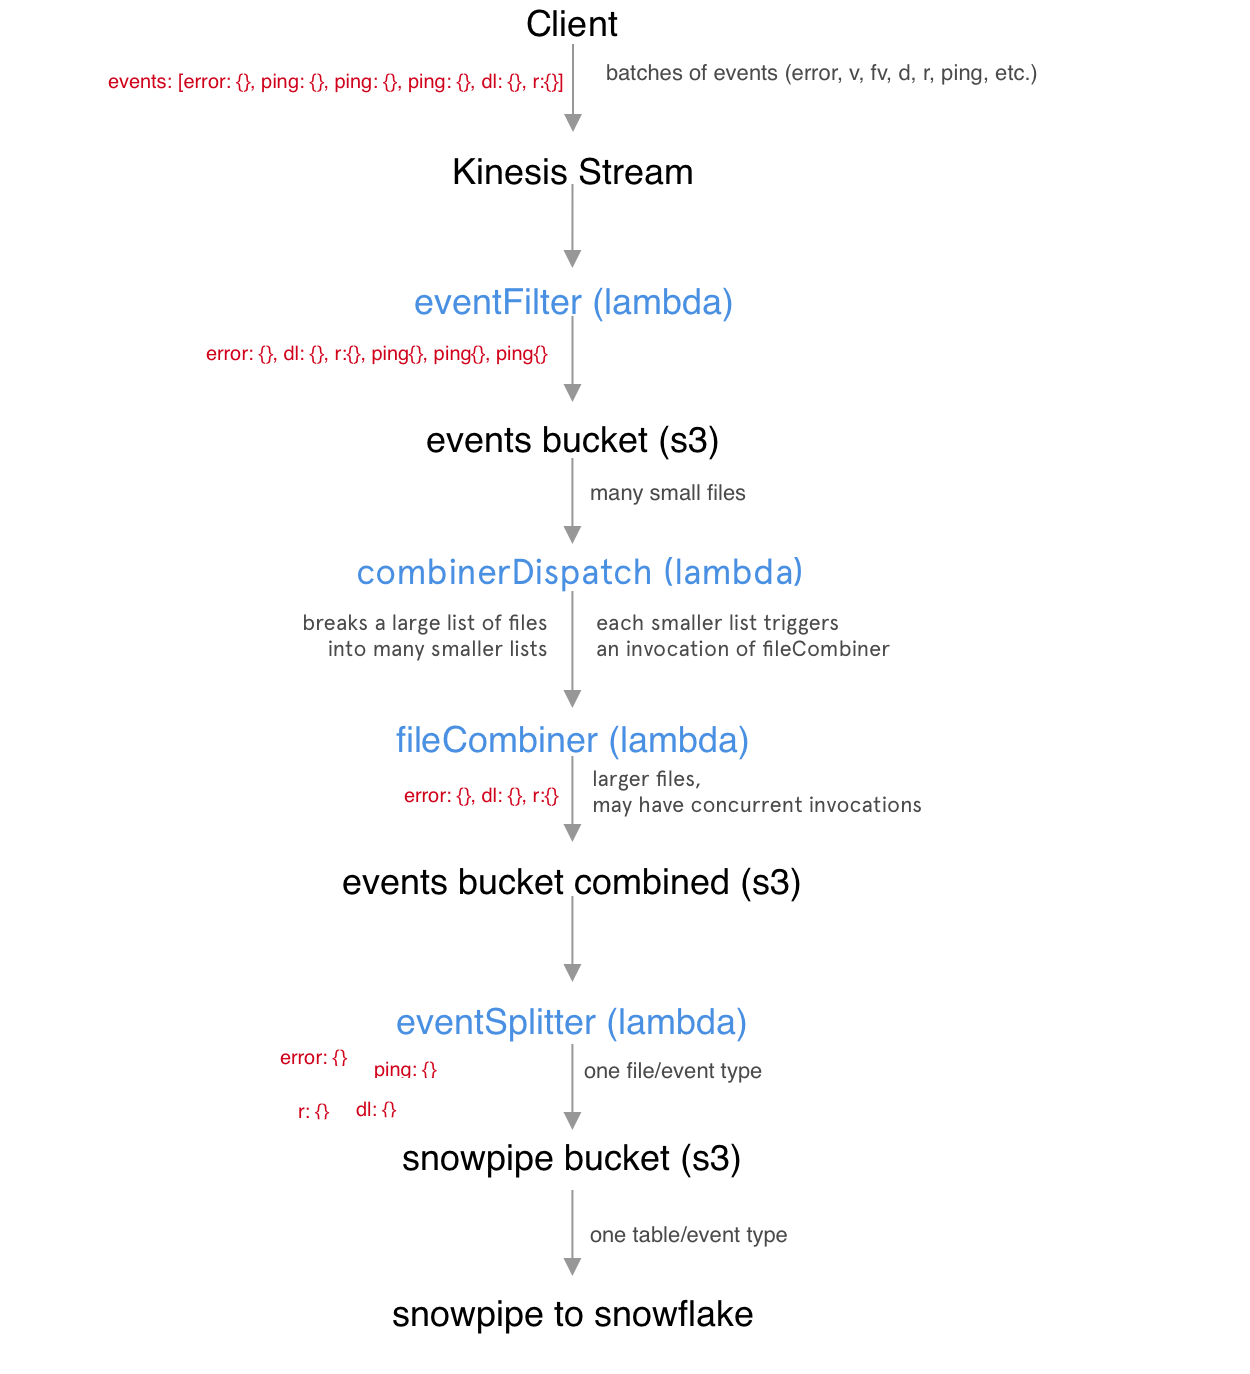 Client
events: [error: {}, ping: {}, ping: {}, ping: {}, dl: {}, r:{}]
batches of events (error, v, fv, d, r, ping, etc.)
Kinesis Stream
eventFilter (lambda)
error: {}, dl: {}, r:{}, ping{}, ping{}, ping{}
events bucket (s3)
many small files
combinerDispatch (lambda)
breaks a large list of files
into many smaller lists
each smaller list triggers
an invocation of fileCombiner
fileCombiner (lambda)
error: {}, dl: {}, r:{}
larger files,
may have concurrent invocations
events bucket combined (s3)
eventSplitter (lambda)
error: {}
ping: {}
r: {}
dl: {}
one file/event type
snowpipe bucket (s3)
one table/event type
snowpipe to snowflake